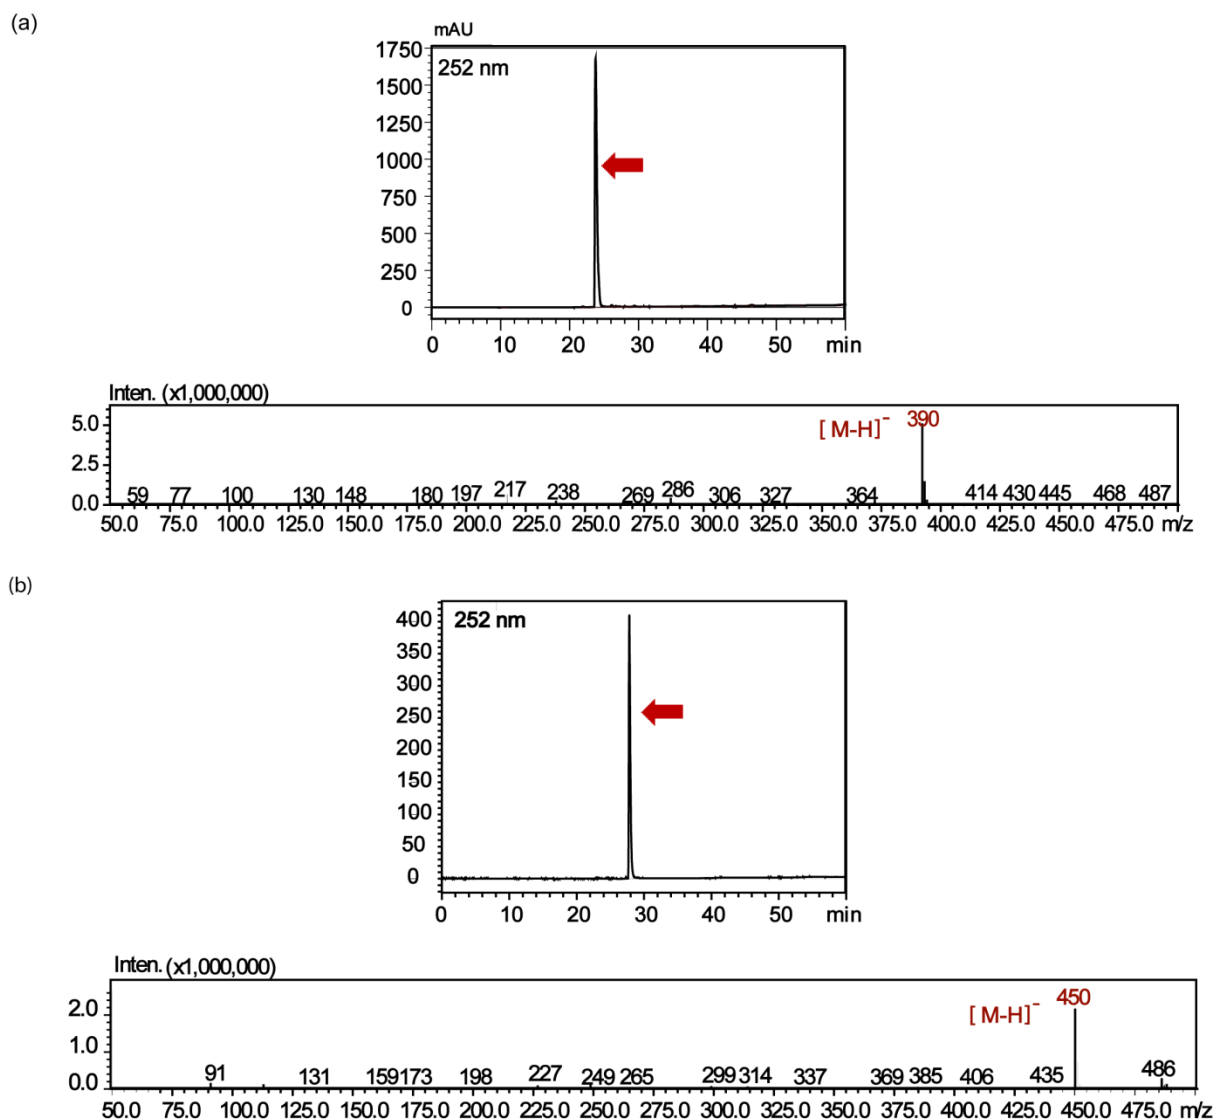 (a)
mAU
1750
252 nm
1500
1250
1000
750
500
250
0
0 10 20 30 40 50 min
Inten. (x1,000,000)
5.0
[ M-H]⁻ 390
2.5
0.0
59 77 100 130 148 180 197 217 238 269 286 306 327 364 414 430 445 468 487
50.0 75.0 100.0 125.0 150.0 175.0 200.0 225.0 250.0 275.0 300.0 325.0 350.0 375.0 400.0 425.0 450.0 475.0 m/z
(b)
400
252 nm
350
300
250
200
150
100
50
0
0 10 20 30 40 50 min
Inten. (x1,000,000)
2.0
[ M-H]⁻ 450
1.0
0.0
91 131 159 173 198 227 249 265 299 314 337 369 385 406 435 486
50.0 75.0 100.0 125.0 150.0 175.0 200.0 225.0 250.0 275.0 300.0 325.0 350.0 375.0 400.0 425.0 450.0 475.0 m/z